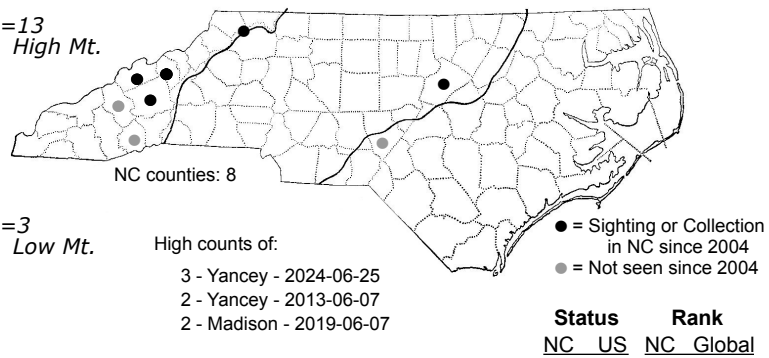 =13
High Mt.
NC counties: 8
=3
Low Mt.
High counts of:
3 - Yancey - 2024-06-25
2 - Yancey - 2013-06-07
2 - Madison - 2019-06-07
= Sighting or Collection
in NC since 2004
= Not seen since 2004
Status Rank
NC US NC Global